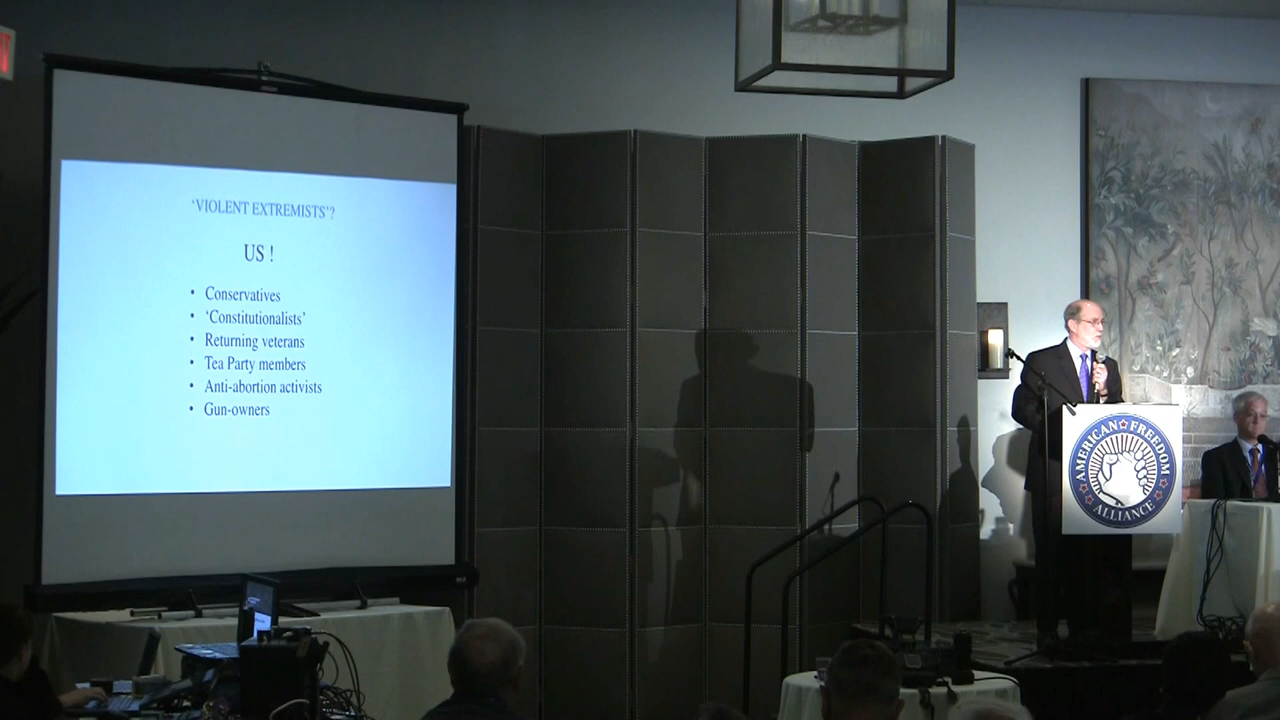 ‘VIOLENT EXTREMISTS’?
US !
• Conservatives
• ‘Constitutionalists’
• Returning veterans
• Tea Party members
• Anti-abortion activists
• Gun-owners
AMERICAN FREEDOM
ALLIANCE